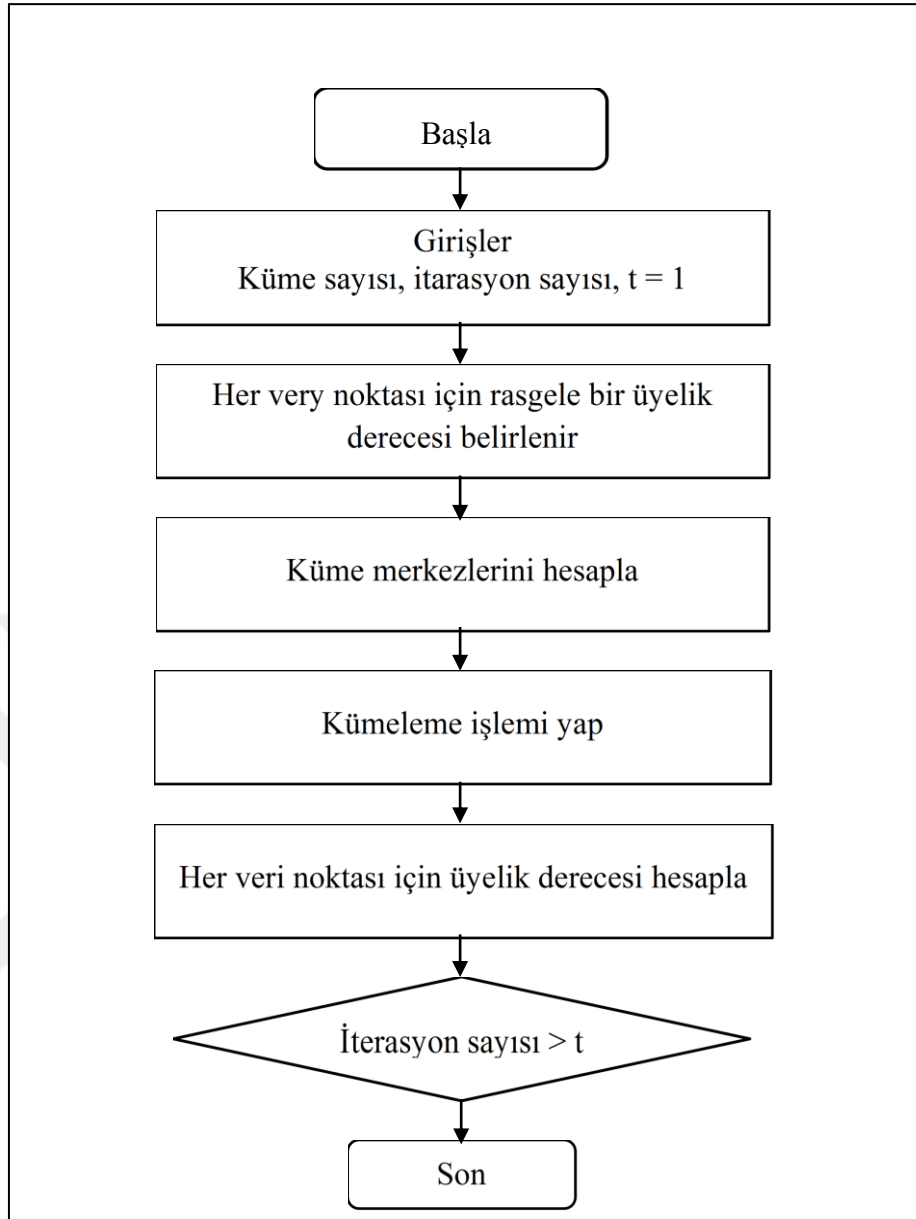 Başla
Girişler
Küme sayısı, itarasyon sayısı, t = 1
Her very noktası için rasgele bir üyelik
derecesi belirlenir
Küme merkezlerini hesapla
Kümeleme işlemi yap
Her veri noktası için üyelik derecesi hesapla
İterasyon sayısı > t
Son